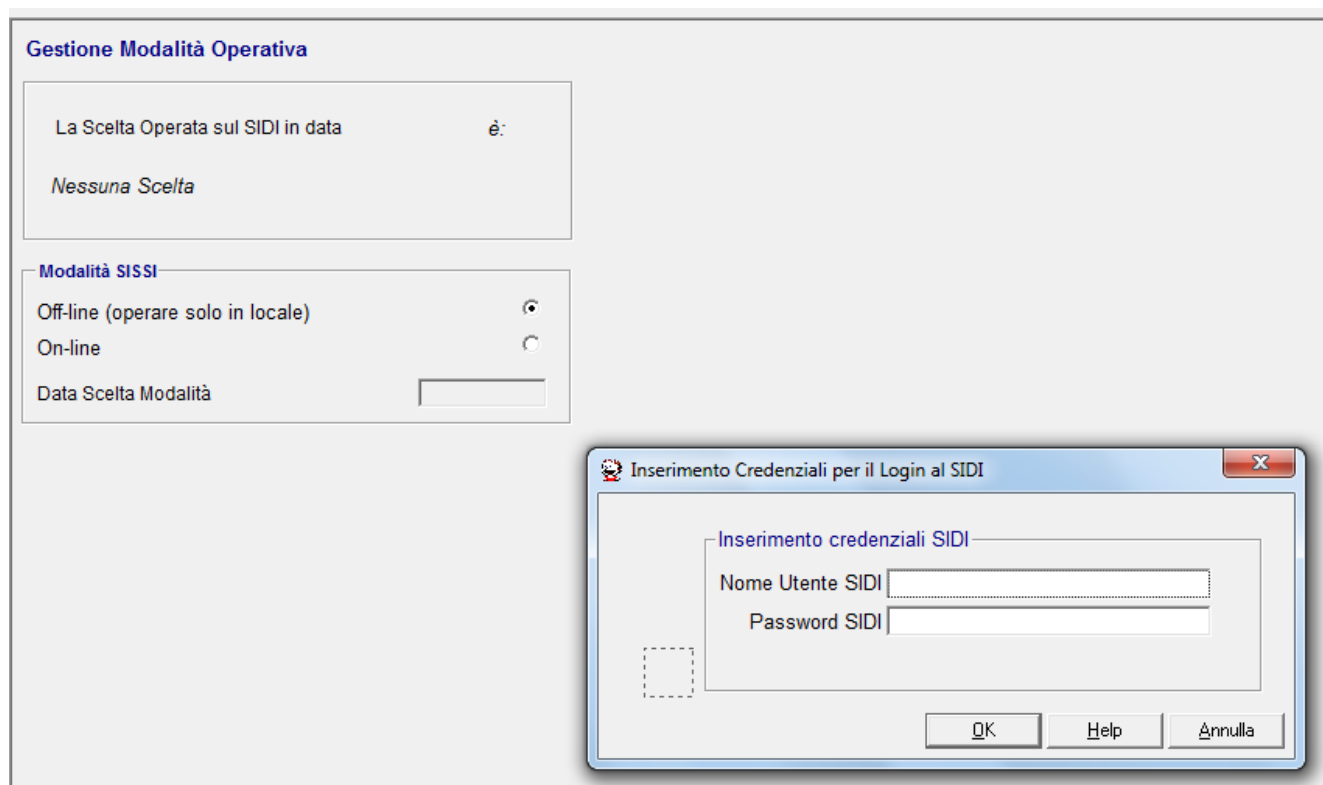 Gestione Modalità Operativa
La Scelta Operata sul SIDI in data è:
Nessuna Scelta
Modalità SISSI
Off-line (operare solo in locale)
On-line
Data Scelta Modalità
Inserimento Credenziali per il Login al SIDI
Inserimento credenziali SIDI
Nome Utente SIDI
Password SIDI
OK Help Annulla